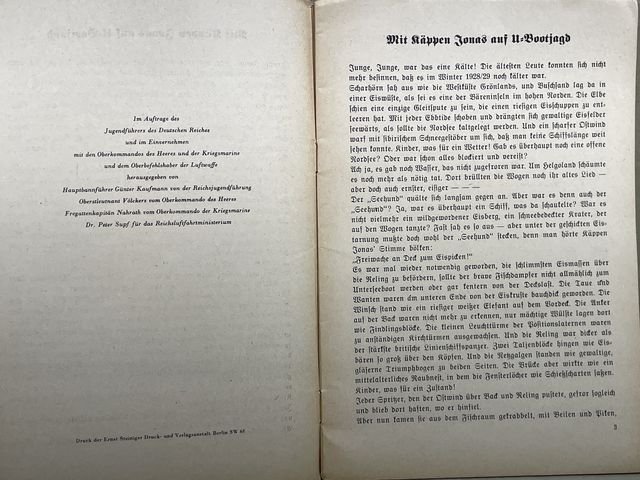 Im Auftrage des
Jugendführers des Deutschen Reiches
und im Einvernehmen
mit den Oberkommandos des Heeres und der Kriegsmarine
und dem Oberbefehlshaber der Luftwaffe
herausgegeben von
Hauptbannführer Günter Kaufmann von der Reichsjugendführung
Oberstleutnant Völckers vom Oberkommando des Heeres
Fregattenkapitän Nahrath vom Oberkommando der Kriegsmarine
Dr. Peter Supf für das Reichsluftfahrtministerium
Druck der Ernst Steiniger Druck- und Verlagsanstalt Berlin SW 68
Mit Käppen Jonas auf U-Bootjagd
Junge, Junge, war das eine Kälte! Die ältesten Leute konnten sich nicht
mehr besinnen, daß es im Winter 1928/29 noch kälter war.
Scharhörn sah aus wie die Westküste Grönlands, und Buschsand lag da in
einer Eiswüste, als sei es eine der Bäreninseln im hohen Norden. Die Elbe
schien eine einzige Gleitspute zu sein, die einen riesigen Eisschuppen zu ent-
leeren hat. Mit jeder Ebbtide schoben und drängten sich gewaltige Eisfelder
seewärts, als sollte die Nordsee kaltgelegt werden. Und ein scharfer Ostwind
warf mit sibirischem Schneegestöber um sich, daß man keine Schiffslänge weit
sehen konnte. Kinder, was für ein Wetter! Gab es überhaupt noch eine offene
Nordsee? Oder war schon alles blockiert und vereist?
Ach ja, es gab noch Wasser, das nicht zugefroren war. Um Helgoland schäumte
es noch mehr als nötig tat. Dort brüllten die Wogen noch ihr altes Lied —
aber doch auch ernster, eisiger — — —
Der „Seehund" quälte sich langsam gegen an. Aber war es denn auch der
„Seehund"? Ja, war es überhaupt ein Schiff, was da schaufelte? War es
nicht vielmehr ein wildgewordener Eisberg, ein schneebedeckter Krater, der
auf den Wogen tanzte? Fast sah es so aus — aber unter der geschickten Eis-
tarnung mußte doch wohl der „Seehund" stecken, denn man hörte Käppen
Jonas' Stimme bölken:
„Freiwache an Deck zum Eispicken!"
Es war mal wieder notwendig geworden, die schlimmsten Eismassen über
die Reling zu befördern, sollte der brave Fischdampfer nicht allmählich zum
Unterseeboot werden oder gar kentern von der Deckslast. Die Taue und
Wanten waren am unteren Ende von der Eiskruste bauchdick geworden. Die
Winsch stand wie ein riesiger weißer Elefant auf dem Vordeck. Die Anker
auf der Back waren nicht mehr zu erkennen, nur mächtige Wülste lagen dort
wie Findlingsblöcke. Die kleinen Leuchttürme der Positionslaternen waren
zu anständigen Kirchtürmen ausgewachsen. Und die Reling war dicker als
der stärkste britische Linienschiffspanzer. Zwei Taljenblöcke hingen wie Eis-
bären so groß über den Köpfen. Und die Netzgalgen standen wie gewaltige,
gläserne Triumphbogen zu beiden Seiten. Die Brücke aber wirkte wie ein
mittelalterliches Raubnest, in dem die Fensterlöcher wie Schießscharten saßen.
Kinder, was für ein Zustand!
Jeder Spritzer, den der Ostwind über Back und Reling pustete, gefror sogleich
und blieb dort haften, wo er hinfiel.
Aber nun kamen sie aus dem Fischraum gekrabbelt, mit Beilen und Piken,
3